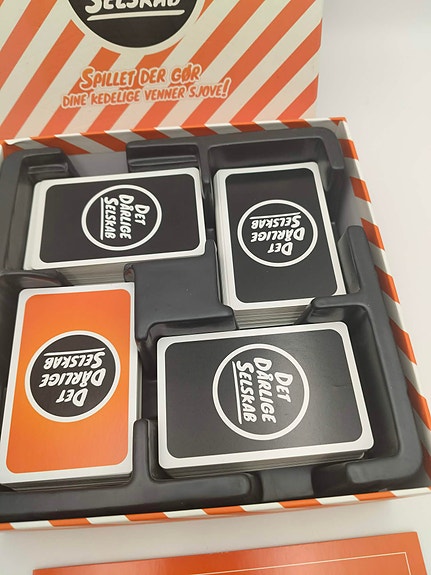 SELSKAB
SPILLET DER GØR
DINE KEDELIGE VENNER SJOVE!
DET
DÅRLIGE
SELSKAB
DET
DÅRLIGE
SELSKAB
DET
DÅRLIGE
SELSKAB
DET
DÅRLIGE
SELSKAB